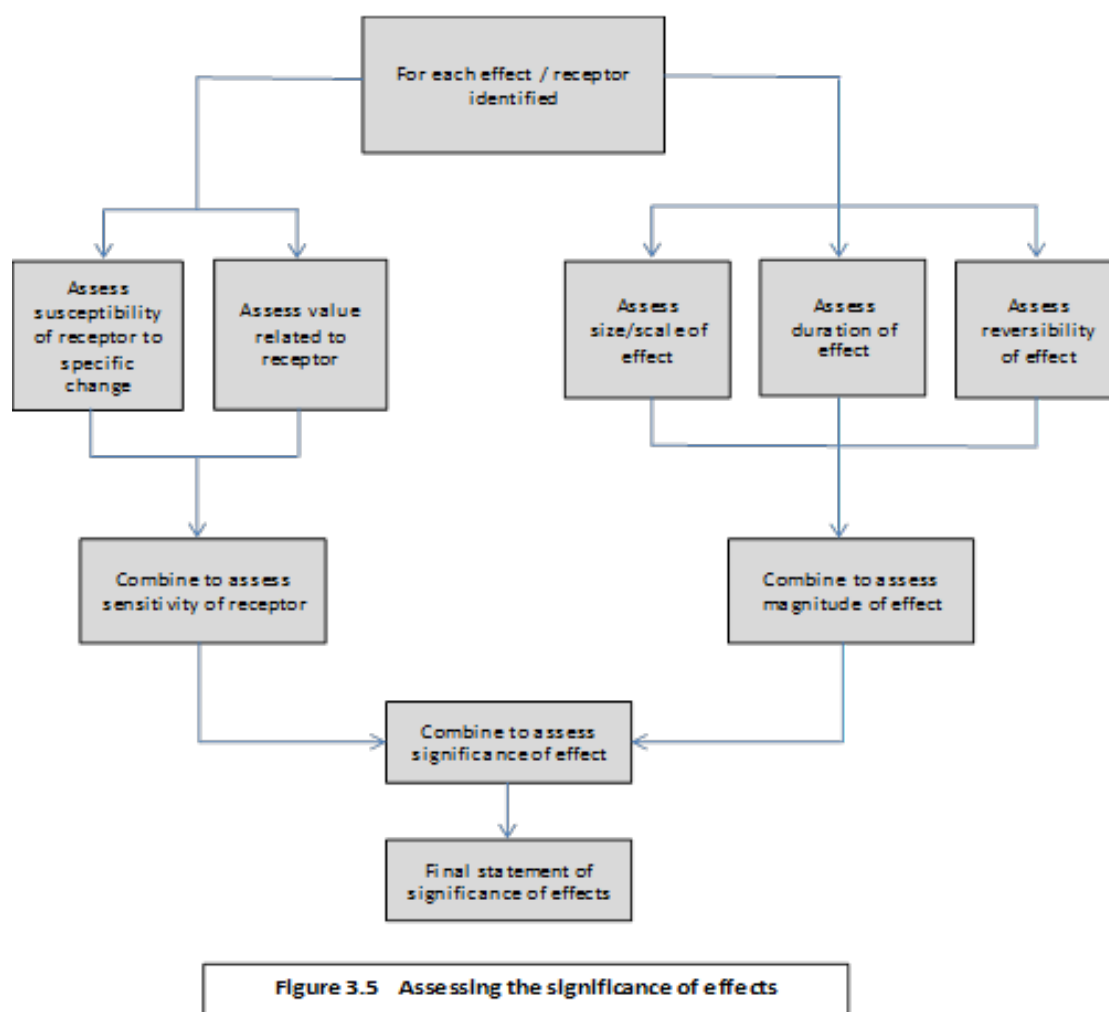 For each effect / receptor
identified
Assess
susceptibility
of receptor to
specific
change
Assess value
related to
receptor
Assess
size/scale of
effect
Assess
duration of
effect
Assess
reversibility
of effect
Combine to assess
sensitivity of receptor
Combine to assess
magnitude of effect
Combine to assess
significance of effect
Final statement of
significance of effects
Figure 3.5 Assessing the significance of effects